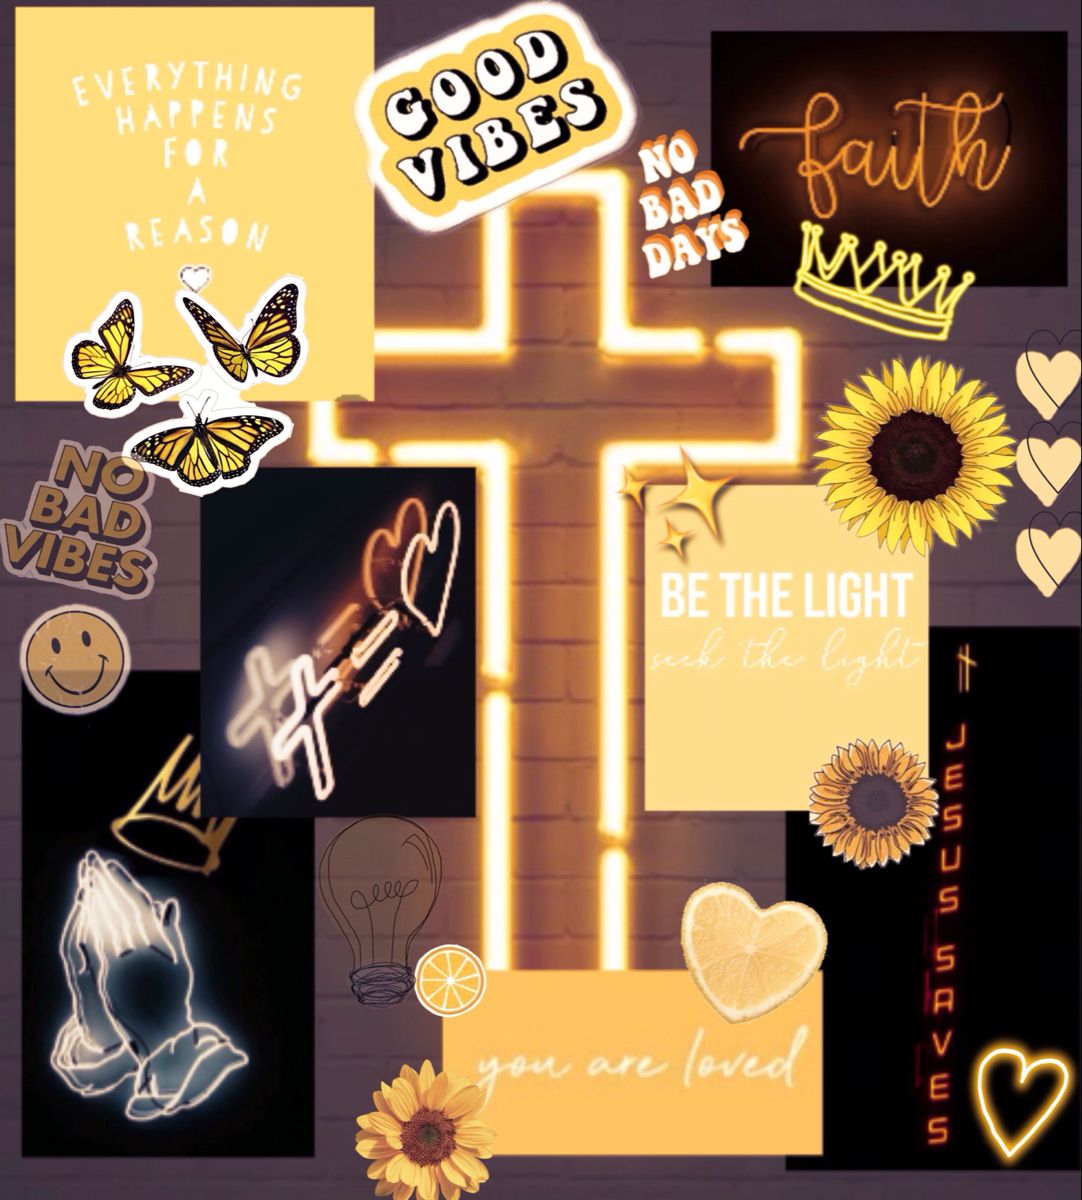 EVERYTHING
HAPPENS
FOR
A
REASON
GOOD
VIBES
NO
BAD
DAYS
faith
NO
BAD
VIBES
BE THE LIGHT
seek the light
JESUS SAVES
you are loved